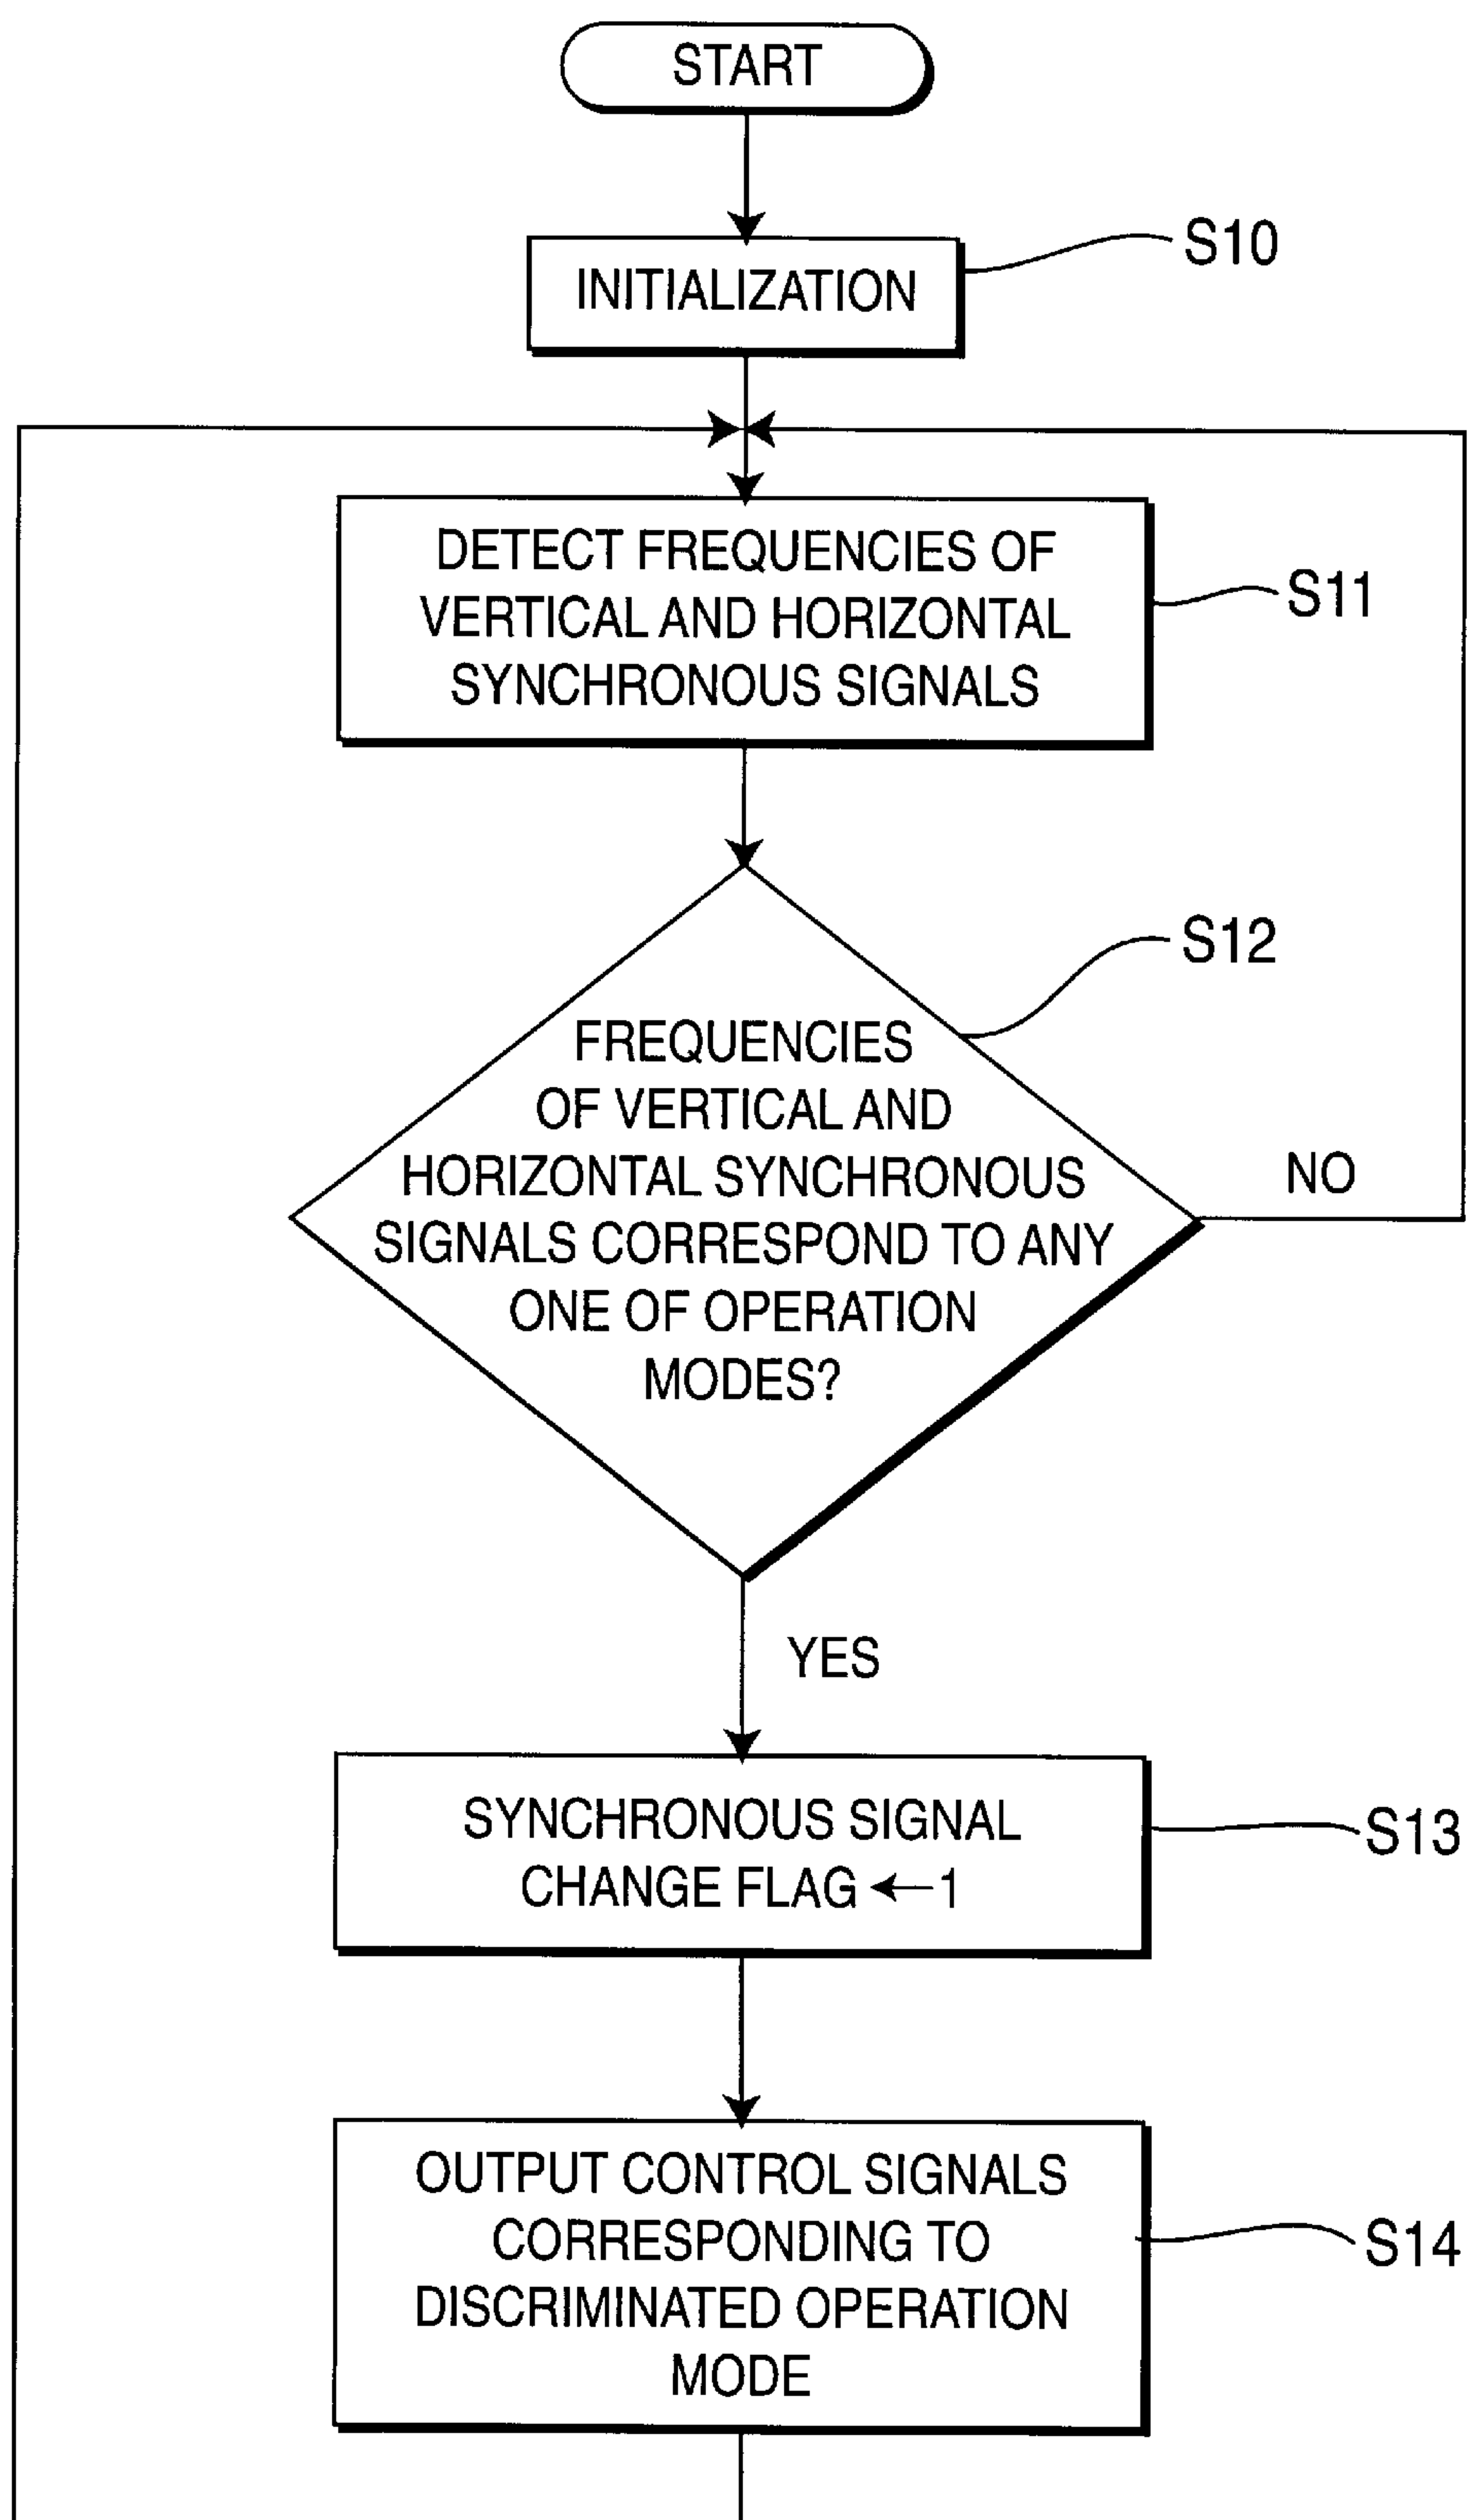 START
INITIALIZATION
S10
DETECT FREQUENCIES OF
VERTICAL AND HORIZONTAL
SYNCHRONOUS SIGNALS
S11
S12
FREQUENCIES
OF VERTICAL AND
HORIZONTAL SYNCHRONOUS
SIGNALS CORRESPOND TO ANY
ONE OF OPERATION
MODES?
NO
YES
SYNCHRONOUS SIGNAL
CHANGE FLAG ←1
S13
OUTPUT CONTROL SIGNALS
CORRESPONDING TO
DISCRIMINATED OPERATION
MODE
S14